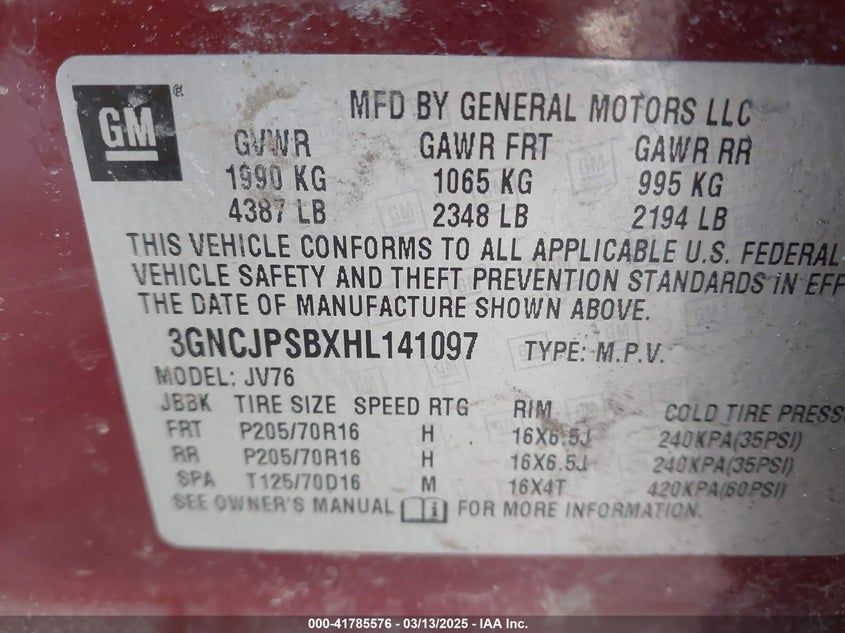 GM ®
MFD BY GENERAL MOTORS LLC
GVWR GAWR FRT GAWR RR
1990 KG 1065 KG 995 KG
4387 LB 2348 LB 2194 LB
THIS VEHICLE CONFORMS TO ALL APPLICABLE U.S. FEDERAL
VEHICLE SAFETY AND THEFT PREVENTION STANDARDS IN EFF
THE DATE OF MANUFACTURE SHOWN ABOVE.
3GNCJPSBXHL141097 TYPE: M.P.V.
MODEL: JV76
JBBK TIRE SIZE SPEED RTG RIM COLD TIRE PRESS
FRT P205/70R16 H 16X6.5J 240KPA(35PSI)
RR P205/70R16 H 16X6.5J 240KPA(35PSI)
SPA T125/70D16 M 16X4T 420KPA(60PSI)
SEE OWNER'S MANUAL FOR MORE INFORMATION.
000-41785576 - 03/13/2025 - IAA Inc.